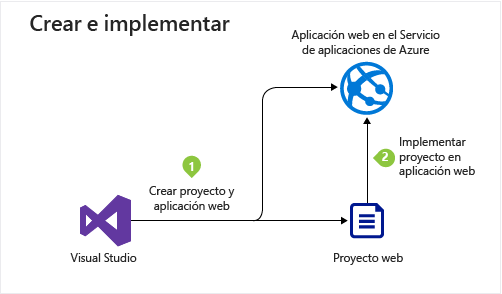 Crear e implementar
Aplicación web en el Servicio
de aplicaciones de Azure
1
Crear proyecto y
aplicación web
2
Implementar
proyecto en
aplicación web
Visual Studio
Proyecto web